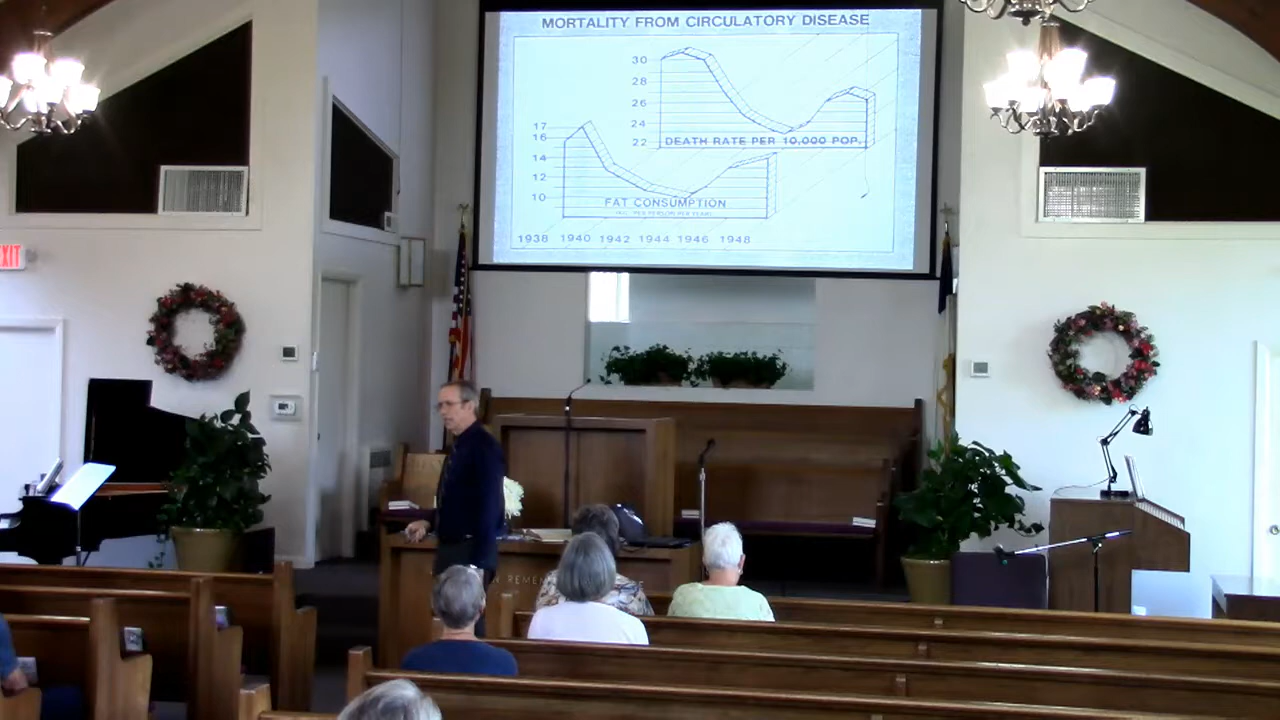 MORTALITY FROM CIRCULATORY DISEASE
30
28
26
24
22
DEATH RATE PER 10,000 POP.
17
16
14
12
10
FAT CONSUMPTION
1938 1940 1942 1944 1946 1948
EXIT
REMEM